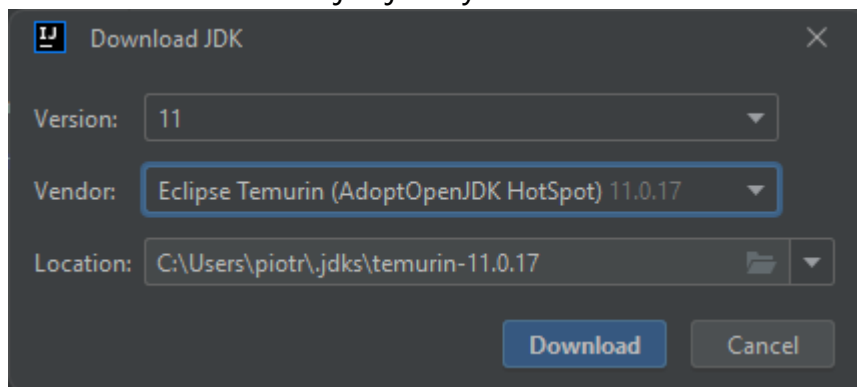 IJ
Download JDK
Version: 11
Vendor: Eclipse Temurin (AdoptOpenJDK HotSpot) 11.0.17
Location: C:\Users\piotr\.jdks\temurin-11.0.17
Download Cancel